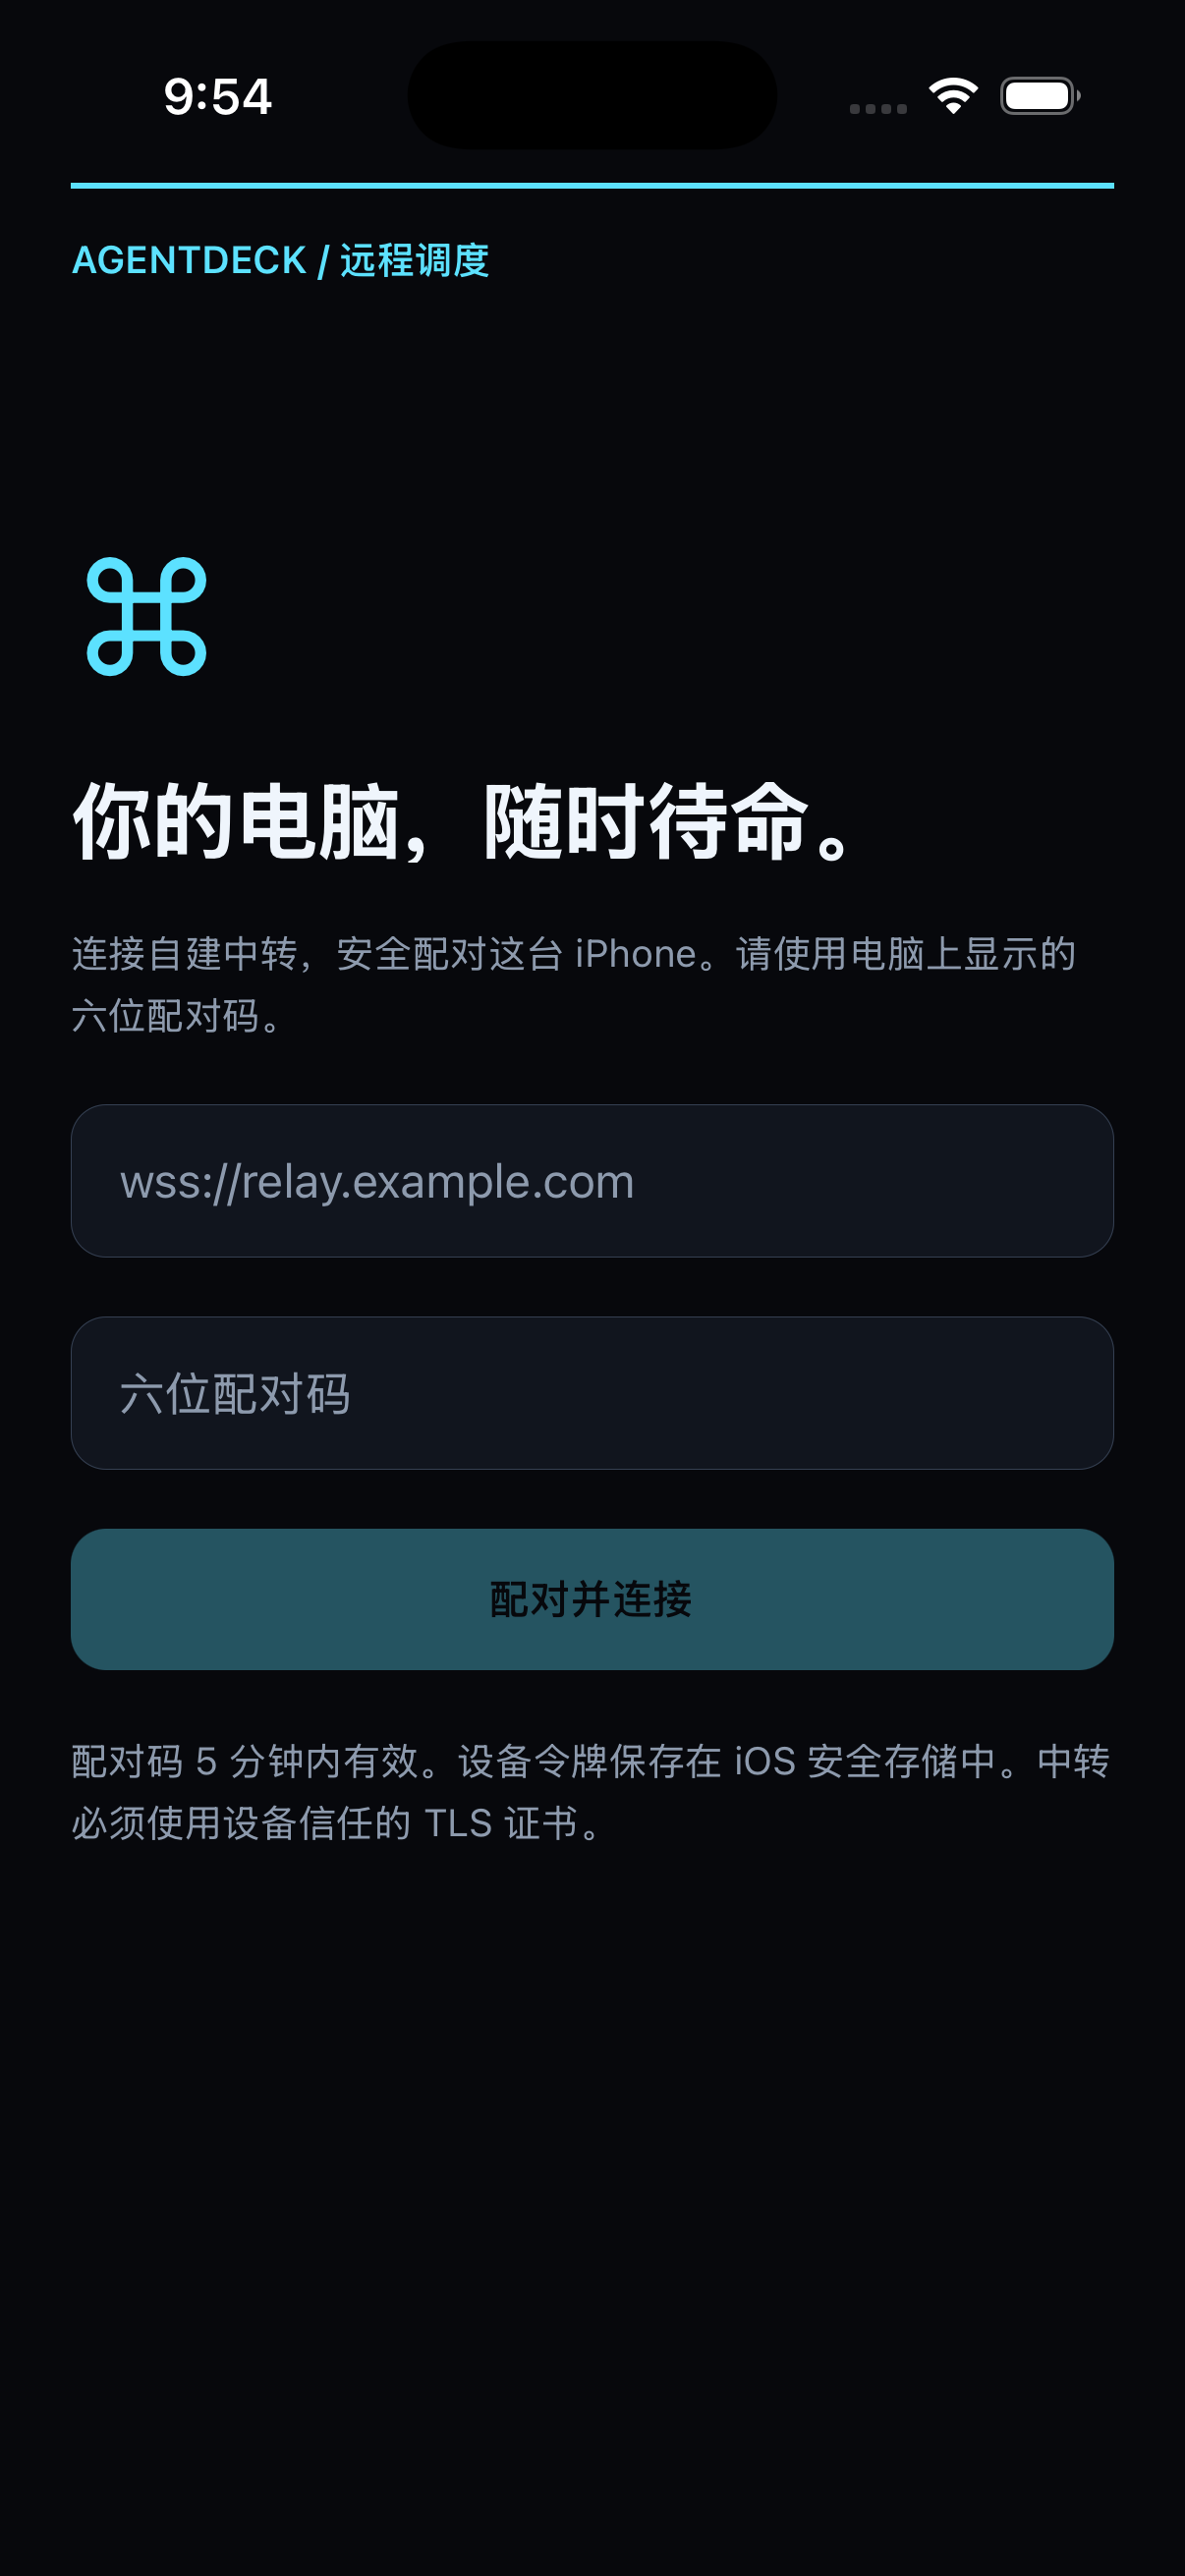 9:54
AGENTDECK / 远程调度
你的电脑，随时待命。
连接自建中转，安全配对这台 iPhone。请使用电脑上显示的
六位配对码。
wss://relay.example.com
六位配对码
配对并连接
配对码 5 分钟内有效。设备令牌保存在 iOS 安全存储中。中转
必须使用设备信任的 TLS 证书。